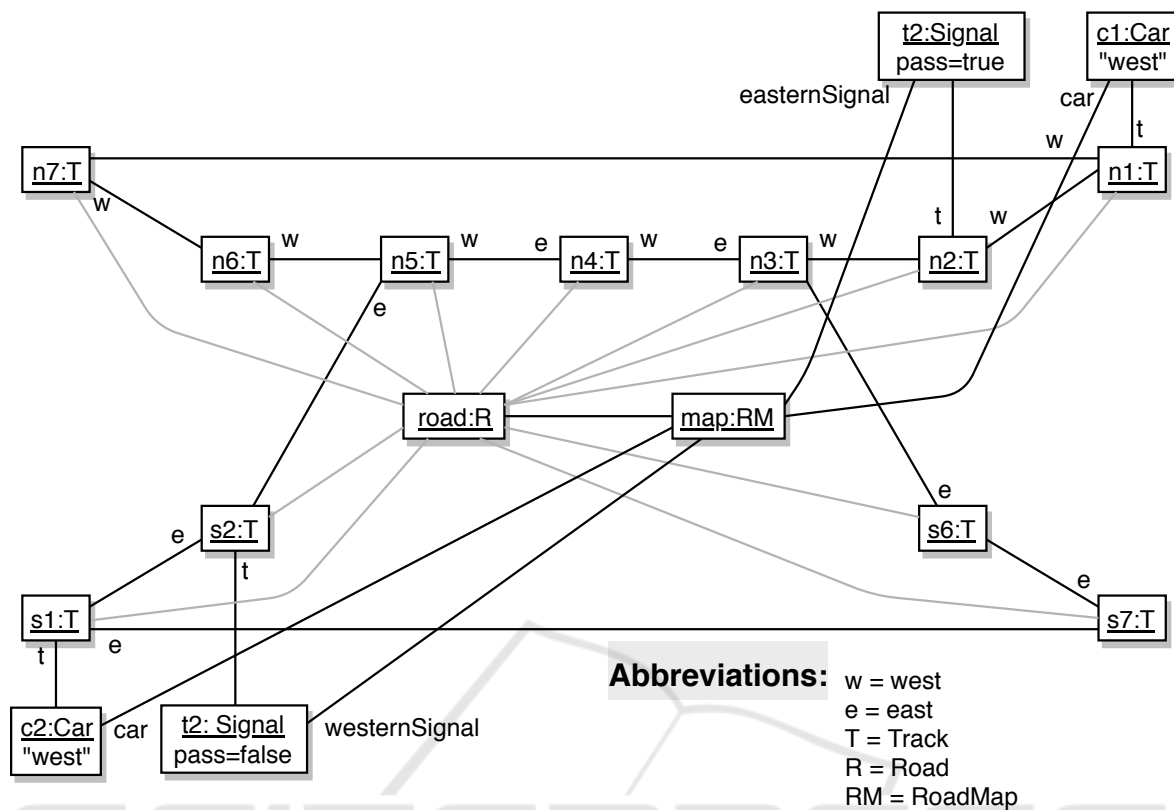 t2:Signal
pass=true
c1:Car
"west"
easternSignal
car
t
w
n7:T
n1:T
w
t
w
n6:T
w
n5:T
w
e
n4:T
w
e
n3:T
w
n2:T
e
road:R
map:RM
s2:T
e
s6:T
e
t
e
s1:T
s7:T
e
t
Abbreviations:
w = west
e = east
T = Track
R = Road
RM = RoadMap
c2:Car
"west"
car
t2: Signal
pass=false
westernSignal